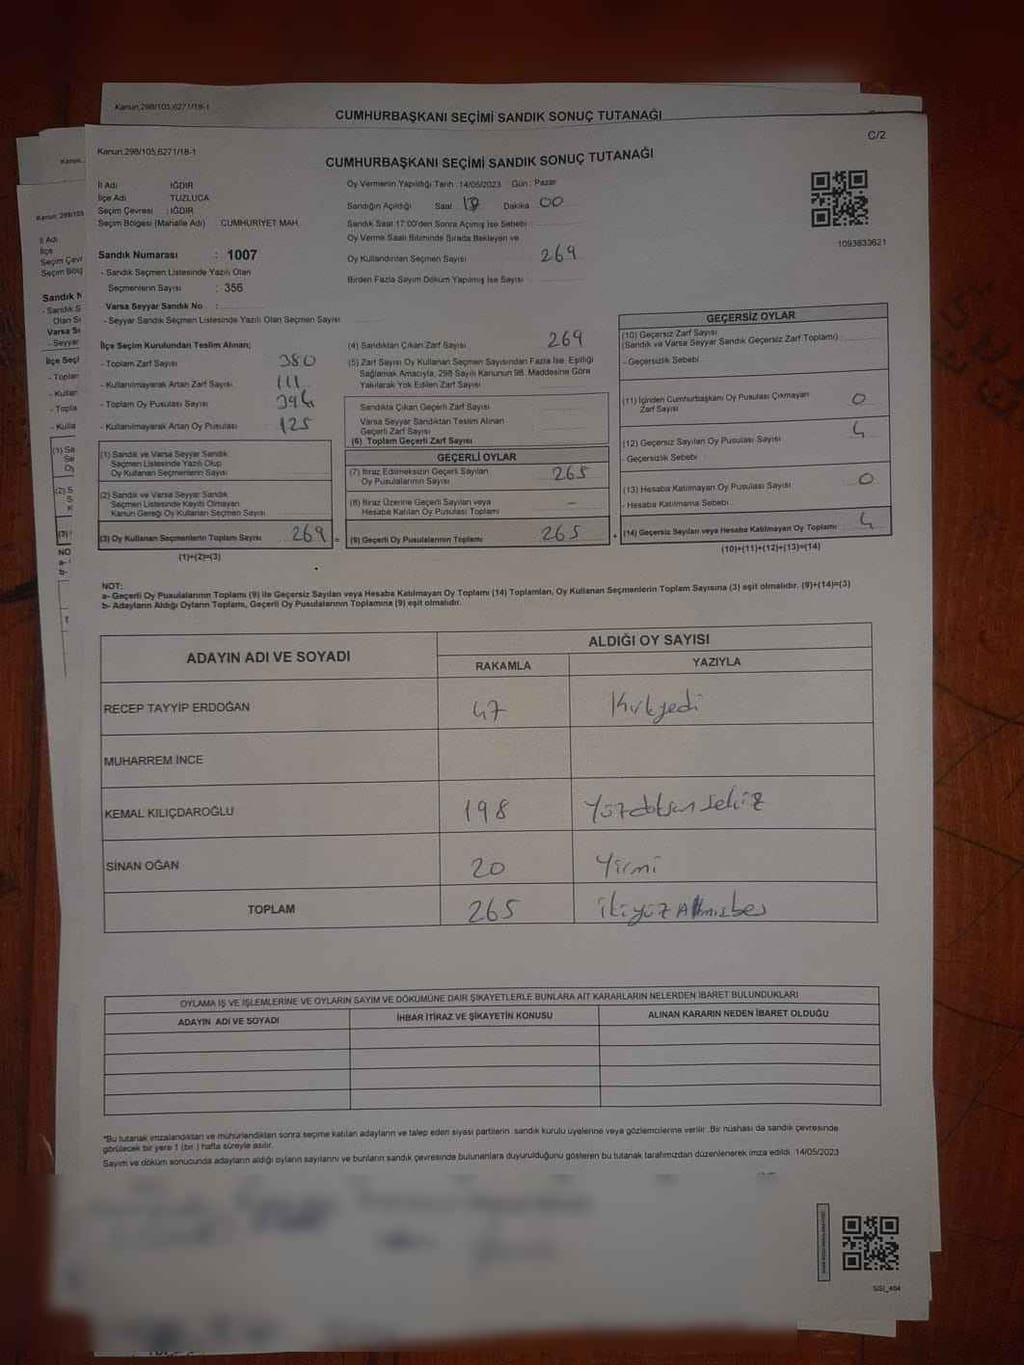 Kanun;298/105,6271/18-1
CUMHURBAŞKANI SEÇİMİ SANDIK SONUÇ TUTANAĞI
C/2
Kanun;298/105,6271/18-1
CUMHURBAŞKANI SEÇİMİ SANDIK SONUÇ TUTANAĞI
İl Adı IĞDIR
İlçe Adı TUZLUCA
Seçim Çevresi : IĞDIR
Seçim Bölgesi (Mahalle Adı) CUMHURİYET MAH.
Sandık Numarası : 1007
- Sandık Seçmen Listesinde Yazılı Olan
Seçmenlerin Sayısı : 356
Varsa Seyyar Sandık No :
- Seyyar Sandık Seçmen Listesinde Yazılı Olan Seçmen Sayısı
Oy Vermenin Yapıldığı Tarih : 14/05/2023 Gün : Pazar
Sandığın Açıldığı Saat Dakika 00
Sandık Saat 17:00'den Sonra Açımış İse Sebebi
Oy Verme Saati Bitiminde Sırada Bekleyen ve
Oy Kullandırılan Seçmen Sayısı 269
Birden Fazla Sayım Döküm Yapılmış İse Sayısı
1093833621
İlçe Seçim Kurulundan Teslim Alınan;
- Toplam Zarf Sayısı 380
- Kullanılmayarak Artan Zarf Sayısı 111
- Toplam Oy Pusulası Sayısı 394
- Kullanılmayarak Artan Oy Pusulası 125
(1) Sandık ve Varsa Seyyar Sandık
Seçmen Listesinde Yazılı Olup
Oy Kullanan Seçmenlerin Sayısı
(2) Sandık ve Varsa Seyyar Sandık
Seçmen Listesinde Kayıtlı Olmayan
Kanun Gereği Oy Kullanan Seçmen Sayısı
(3) Oy Kullanan Seçmenlerin Toplam Sayısı 269 =
(1)+(2)=(3)
(4) Sandıktan Çıkan Zarf Sayısı 269
(5) Zarf Sayısı Oy Kullanan Seçmen Sayısından Fazla İse, Eşitliği
Sağlamak Amacıyla, 298 Sayılı Kanunun 98. Maddesine Göre
Yakılarak Yok Edilen Zarf Sayısı
Sandıkta Çıkan Geçerli Zarf Sayısı
Varsa Seyyar Sandıktan Teslim Alınan
Geçerli Zarf Sayısı
(6) Toplam Geçerli Zarf Sayısı
GEÇERLİ OYLAR
(7) İtiraz Edilmeksizin Geçerli Sayılan
Oy Pusulalarının Sayısı 265
(8) İtiraz Üzerine Geçerli Sayılan veya
Hesaba Katılan Oy Pusulası Toplamı –
(9) Geçerli Oy Pusulalarının Toplamı 265 +
GEÇERSİZ OYLAR
(10) Geçersiz Zarf Sayısı
(Sandık ve Varsa Seyyar Sandık Geçersiz Zarf Toplamı) :
- Geçersizlik Sebebi
(11) İçinden Cumhurbaşkanı Oy Pusulası Çıkmayan
Zarf Sayısı 0
(12) Geçersiz Sayılan Oy Pusulası Sayısı 4
- Geçersizlik Sebebi
(13) Hesaba Katılmayan Oy Pusulası Sayısı 0
- Hesaba Katılmama Sebebi
(14) Geçersiz Sayılan veya Hesaba Katılmayan Oy Toplamı 4
(10)+(11)+(12)+(13)=(14)
NOT:
a- Geçerli Oy Pusulalarının Toplamı (9) ile Geçersiz Sayılan veya Hesaba Katılmayan Oy Toplamı (14) Toplamları, Oy Kullanan Seçmenlerin Toplam Sayısına (3) eşit olmalıdır. (9)+(14)=(3)
b- Adayların Aldığı Oyların Toplamı, Geçerli Oy Pusulalarının Toplamına (9) eşit olmalıdır.
ADAYIN ADI VE SOYADI
ALDIĞI OY SAYISI
RAKAMLA YAZIYLA
RECEP TAYYİP ERDOĞAN 47 Kırkyedi
MUHARREM İNCE
KEMAL KILIÇDAROĞLU 198 Yüzdoksan sekiz
SİNAN OĞAN 20 Yirmi
TOPLAM 265 ikiyüz Altmışbeş
OYLAMA İŞ VE İŞLEMLERİNE VE OYLARIN SAYIM VE DÖKÜMÜNE DAİR ŞİKAYETLERLE BUNLARA AİT KARARLARIN NELERDEN İBARET BULUNDUKLARI
ADAYIN ADI VE SOYADI İHBAR İTİRAZ VE ŞİKAYETİN KONUSU ALINAN KARARIN NEDEN İBARET OLDUĞU
*Bu tutanak imzalandıktan ve mühürlendikten sonra seçime katılan adayların ve talep eden siyasi partilerin sandık kurulu üyelerine veya gözlemcilerine verilir. Bir nüshası da sandık çevresinde
görülecek bir yere 1 (bir) hafta süreyle asılır.
Sayım ve döküm sonucunda adayların aldığı oyların sayılarını ve bunların sandık çevresinde bulunanlara duyurulduğunu gösteren bu tutanak tarafımızdan düzenlenerek imza edildi. 14/05/2023